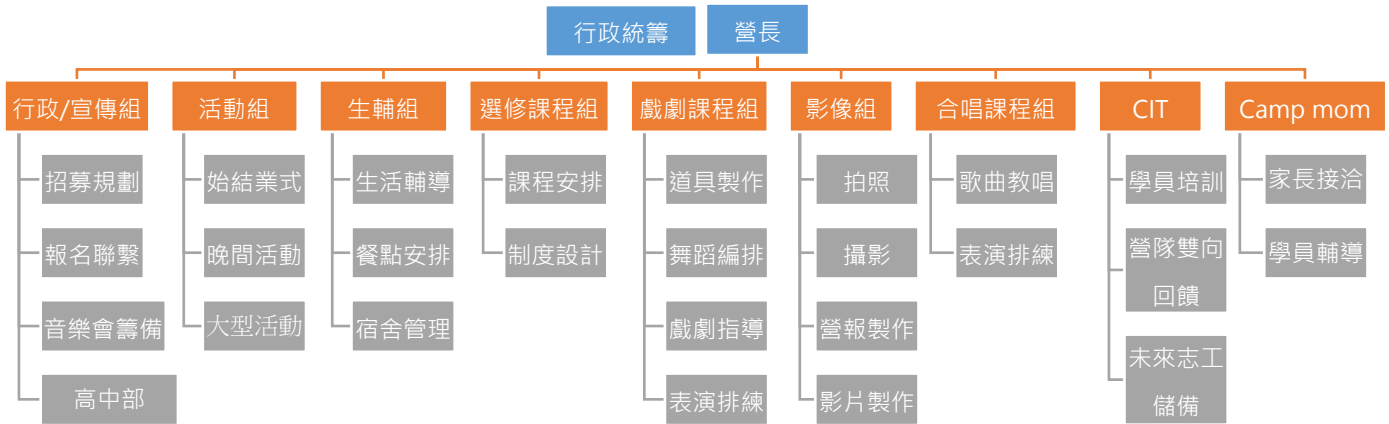 行政統籌
營長
行政/宣傳組
招募規劃
報名聯繫
音樂會籌備
高中部
活動組
始結業式
晚間活動
大型活動
生輔組
生活輔導
餐點安排
宿舍管理
選修課程組
課程安排
制度設計
戲劇課程組
道具製作
舞蹈編排
戲劇指導
表演排練
影像組
拍照
攝影
營報製作
影片製作
合唱課程組
歌曲教唱
表演排練
CIT
學員培訓
營隊雙向
回饋
未來志工
儲備
Camp mom
家長接洽
學員輔導